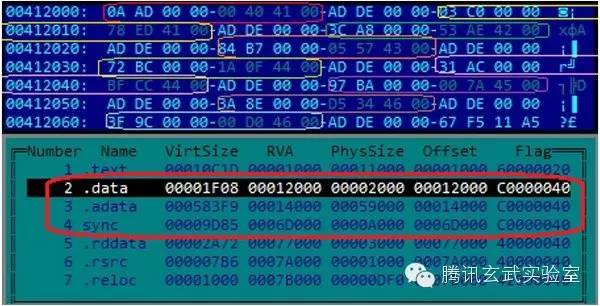 00412000: 0A AD 00 00-00 40 41 00-AD DE 00 00-03 C0 00 00
00412010: 78 ED 41 00-AD DE 00 00-3C A8 00 00-53 AE 42 00 xφA
00412020: AD DE 00 00-84 B7 00 00-05 57 43 00-AD DE 00 00
00412030: 72 BC 00 00-1A 0F 44 00-AD DE 00 00-31 AC 00 00
00412040: BF CC 44 00-AD DE 00 00-97 BA 00 00-00 7A 45 00
00412050: AD DE 00 00-3A 8E 00 00-D5 34 46 00-AD DE 00 00
00412060: 3F 9C 00 00-00 D0 46 00-AD DE 00 00-67 F5 11 A5 ?£
Number Name VirtSize RVA PhysSize Offset Flag
1 .text 00010C1D 00001000 00011000 00001000 60000020
2 .data 00001F08 00012000 00002000 00012000 C0000040
3 .adata 000583F9 00014000 00059000 00014000 C0000040
4 sync 00009D85 0006D000 0000A000 0006D000 C0000040
5 .rddata 00002A72 00077000 00003000 00077000 40000040
6 .rsrc 000007B6 0007A000 00001000 0007A000 40000040
7 .reloc 00001000 0007B000 00000DF0
腾讯玄武实验室